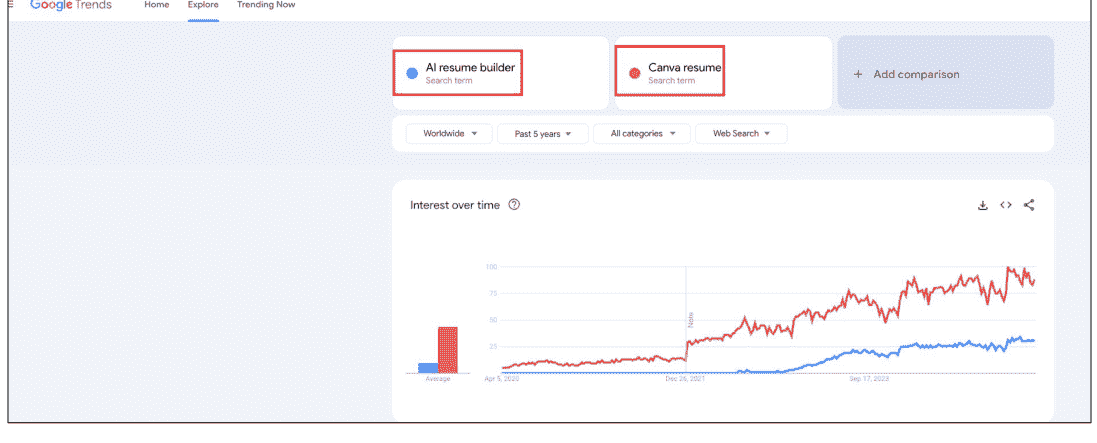 Google Trends Home Explore Trending Now
AI resume builder
Search term
Canva resume
Search term
+ Add comparison
Worldwide Past 5 years All categories Web Search
Interest over time
100
75
50
25
Note
Average
Apr 5, 2020 Dec 26, 2021 Sep 17, 2023